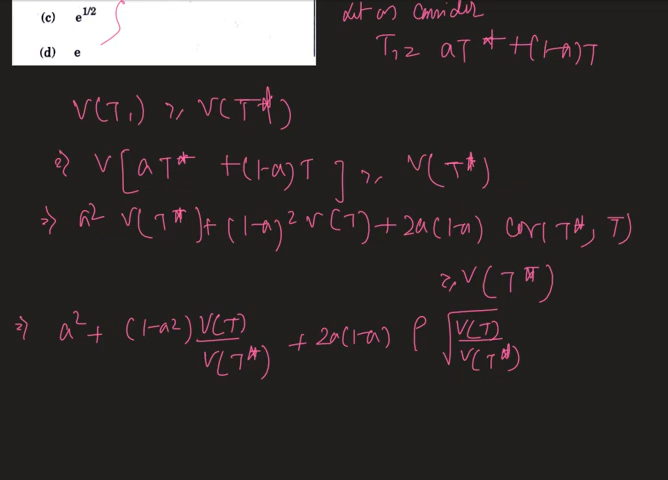 (c) e^{1/2}
(d) e
Let us consider
T₁ = aT* + (1-a)T
V(T₁) ≥ V(T*)
⇒ V[aT* + (1-a)T] ≥ V(T*)
⇒ a² V(T*) + (1-a)² V(T) + 2a(1-a) Cov(T*, T)
≥ V(T*)
⇒ a² + (1-a²) V(T)/V(T*) + 2a(1-a) ρ √(V(T)/V(T*))